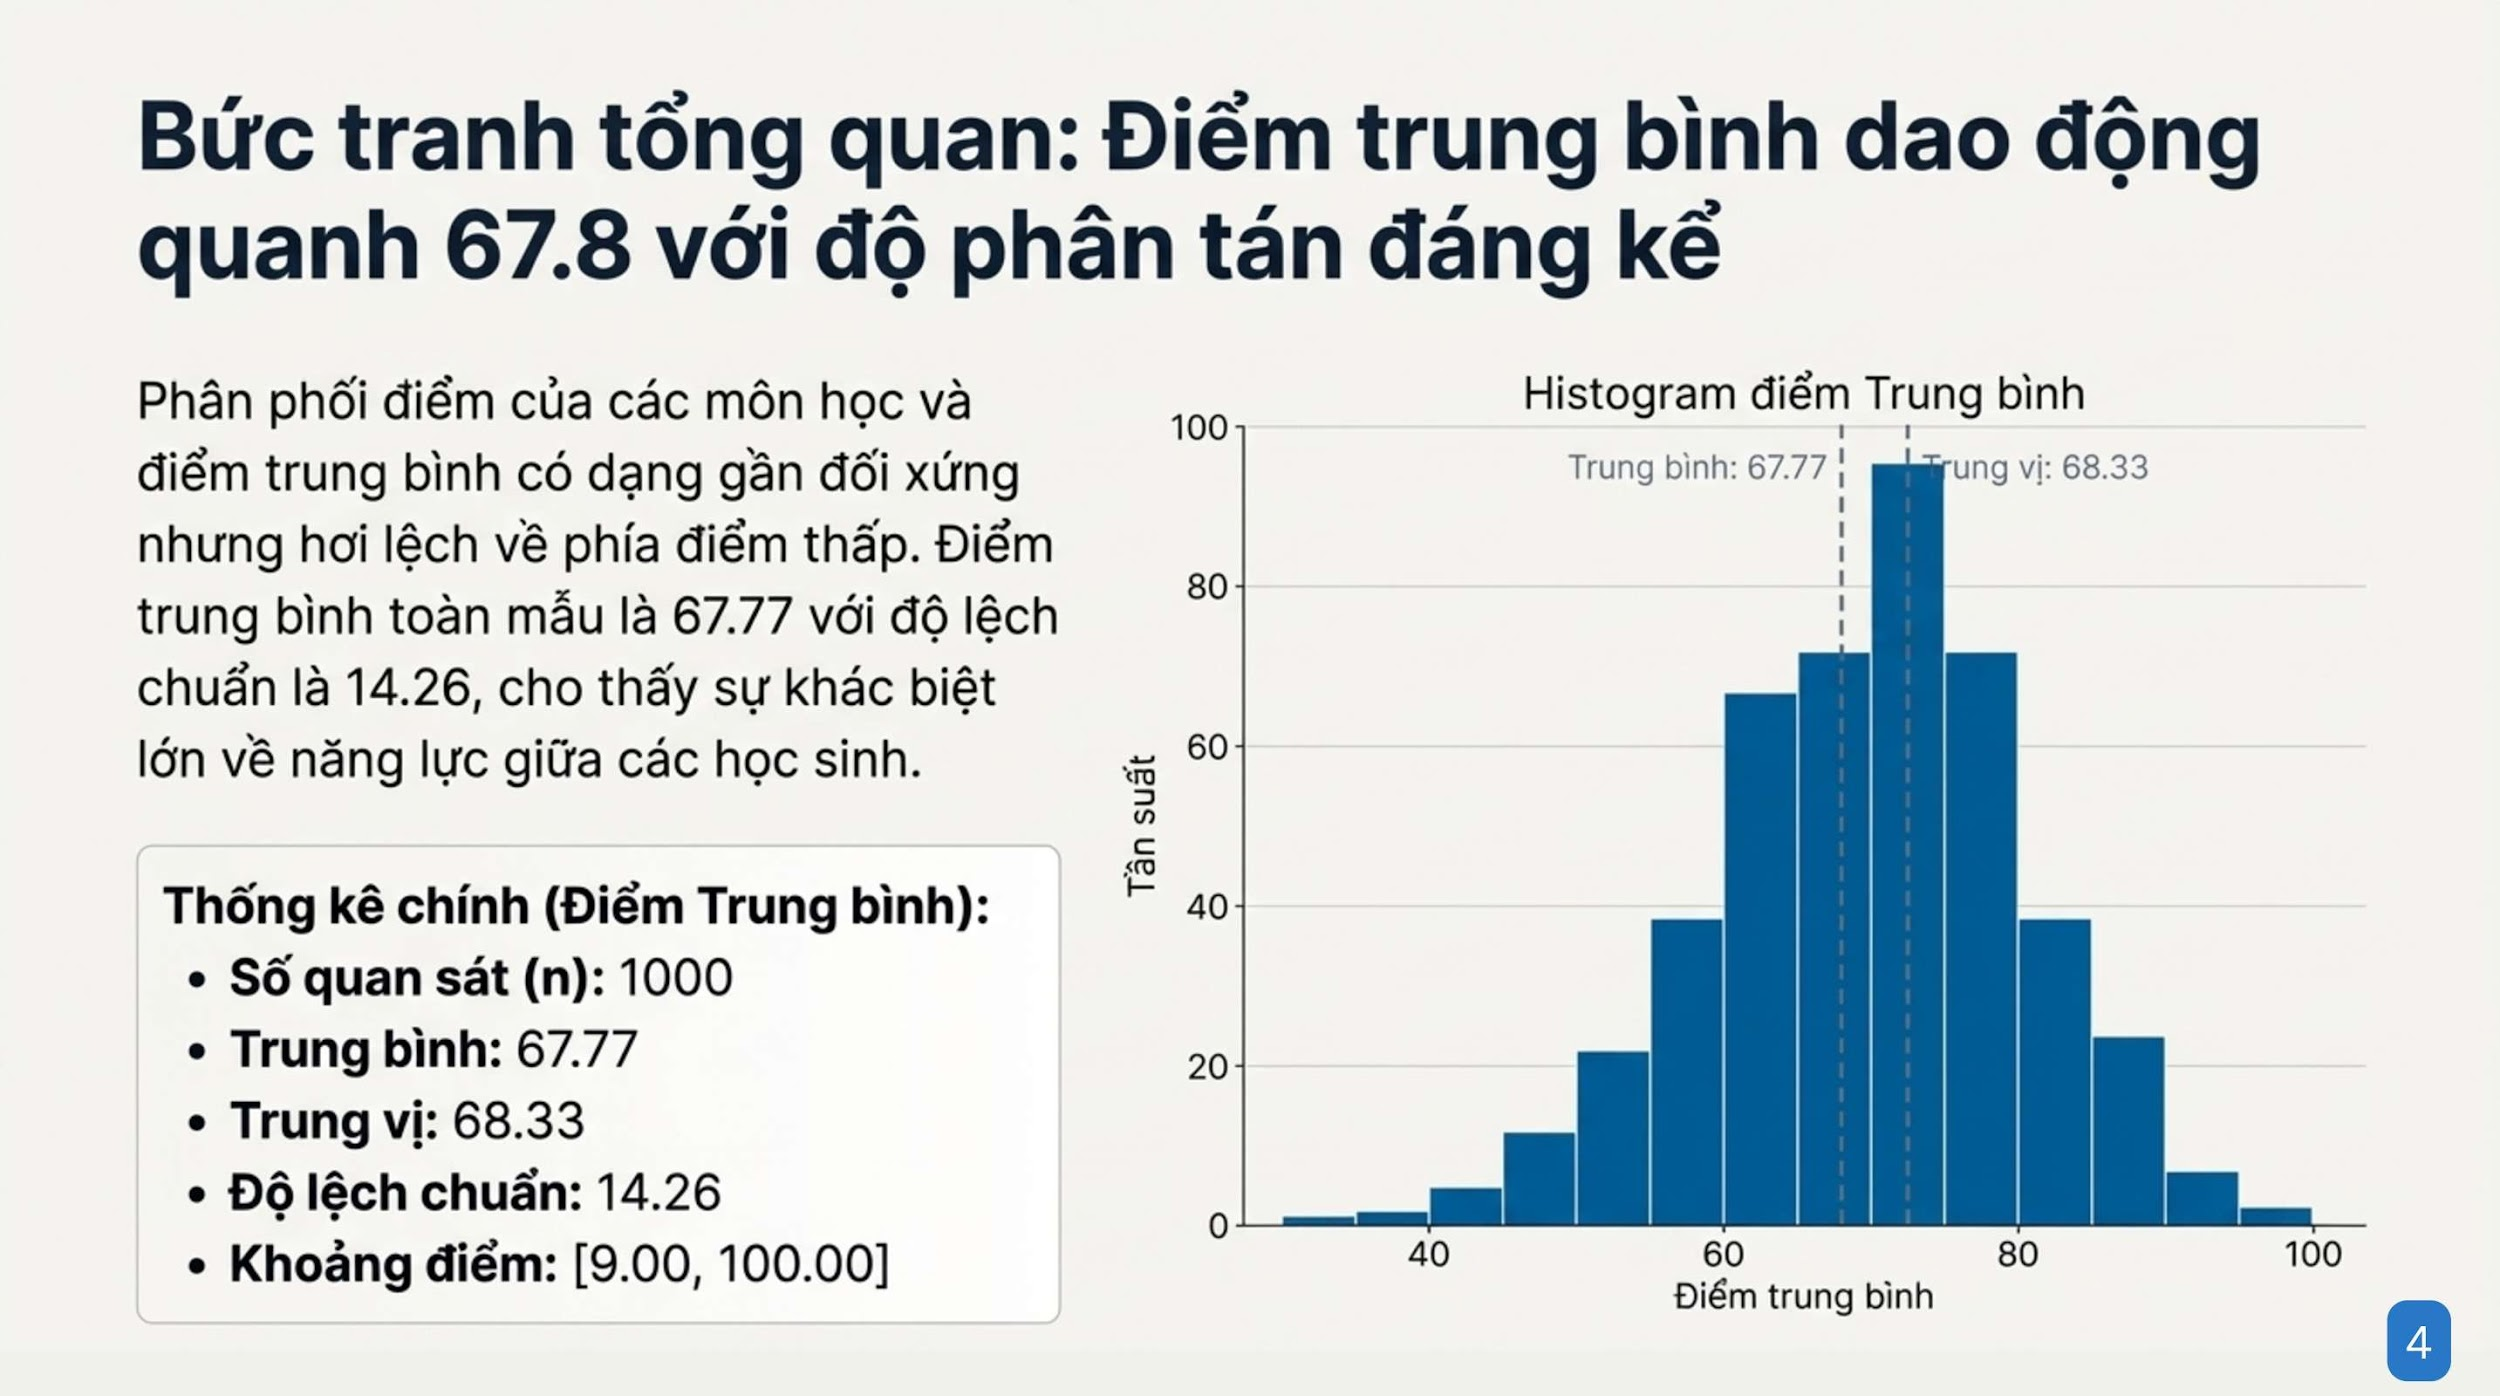 Bức tranh tổng quan: Điểm trung bình dao động
quanh 67.8 với độ phân tán đáng kể
Phân phối điểm của các môn học và
điểm trung bình có dạng gần đối xứng
nhưng hơi lệch về phía điểm thấp. Điểm
trung bình toàn mẫu là 67.77 với độ lệch
chuẩn là 14.26, cho thấy sự khác biệt
lớn về năng lực giữa các học sinh.
Thống kê chính (Điểm Trung bình):
• Số quan sát (n): 1000
• Trung bình: 67.77
• Trung vị: 68.33
• Độ lệch chuẩn: 14.26
• Khoảng điểm: [9.00, 100.00]
Histogram điểm Trung bình
Trung bình: 67.77
Trung vị: 68.33
100
80
60
40
20
0
Tần suất
40 60 80 100
Điểm trung bình
4